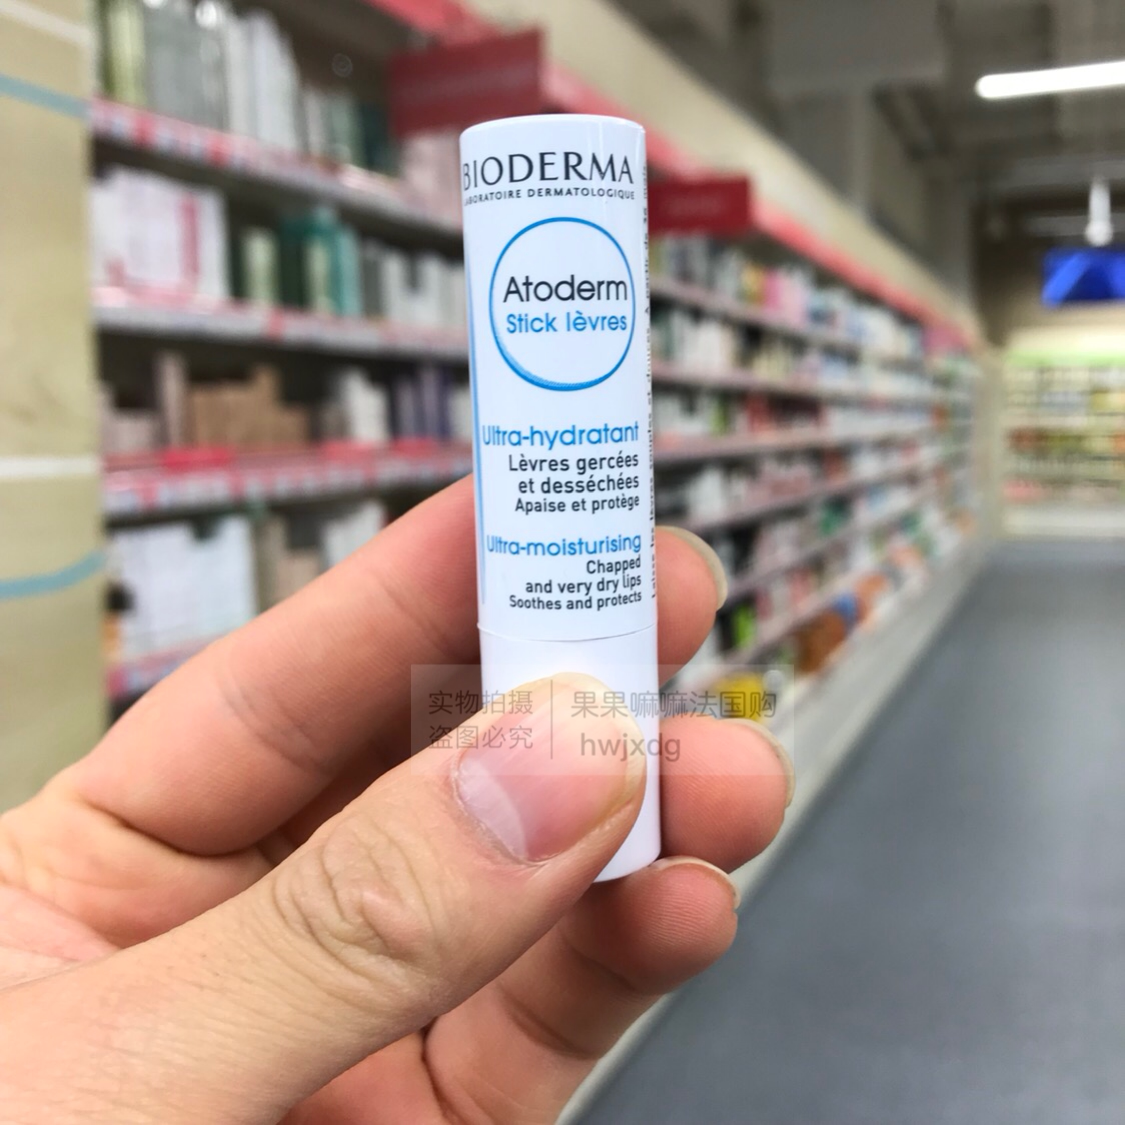 BIODERMA
LABORATOIRE DERMATOLOGIQUE
Atoderm
Stick lèvres
Ultra-hydratant
Lèvres gercées
et desséchées
Apaise et protège
Ultra-moisturising
Chapped
and very dry lips
Soothes and protects
实物拍摄
盗图必究
果果嘛嘛法国购
hwjxdg